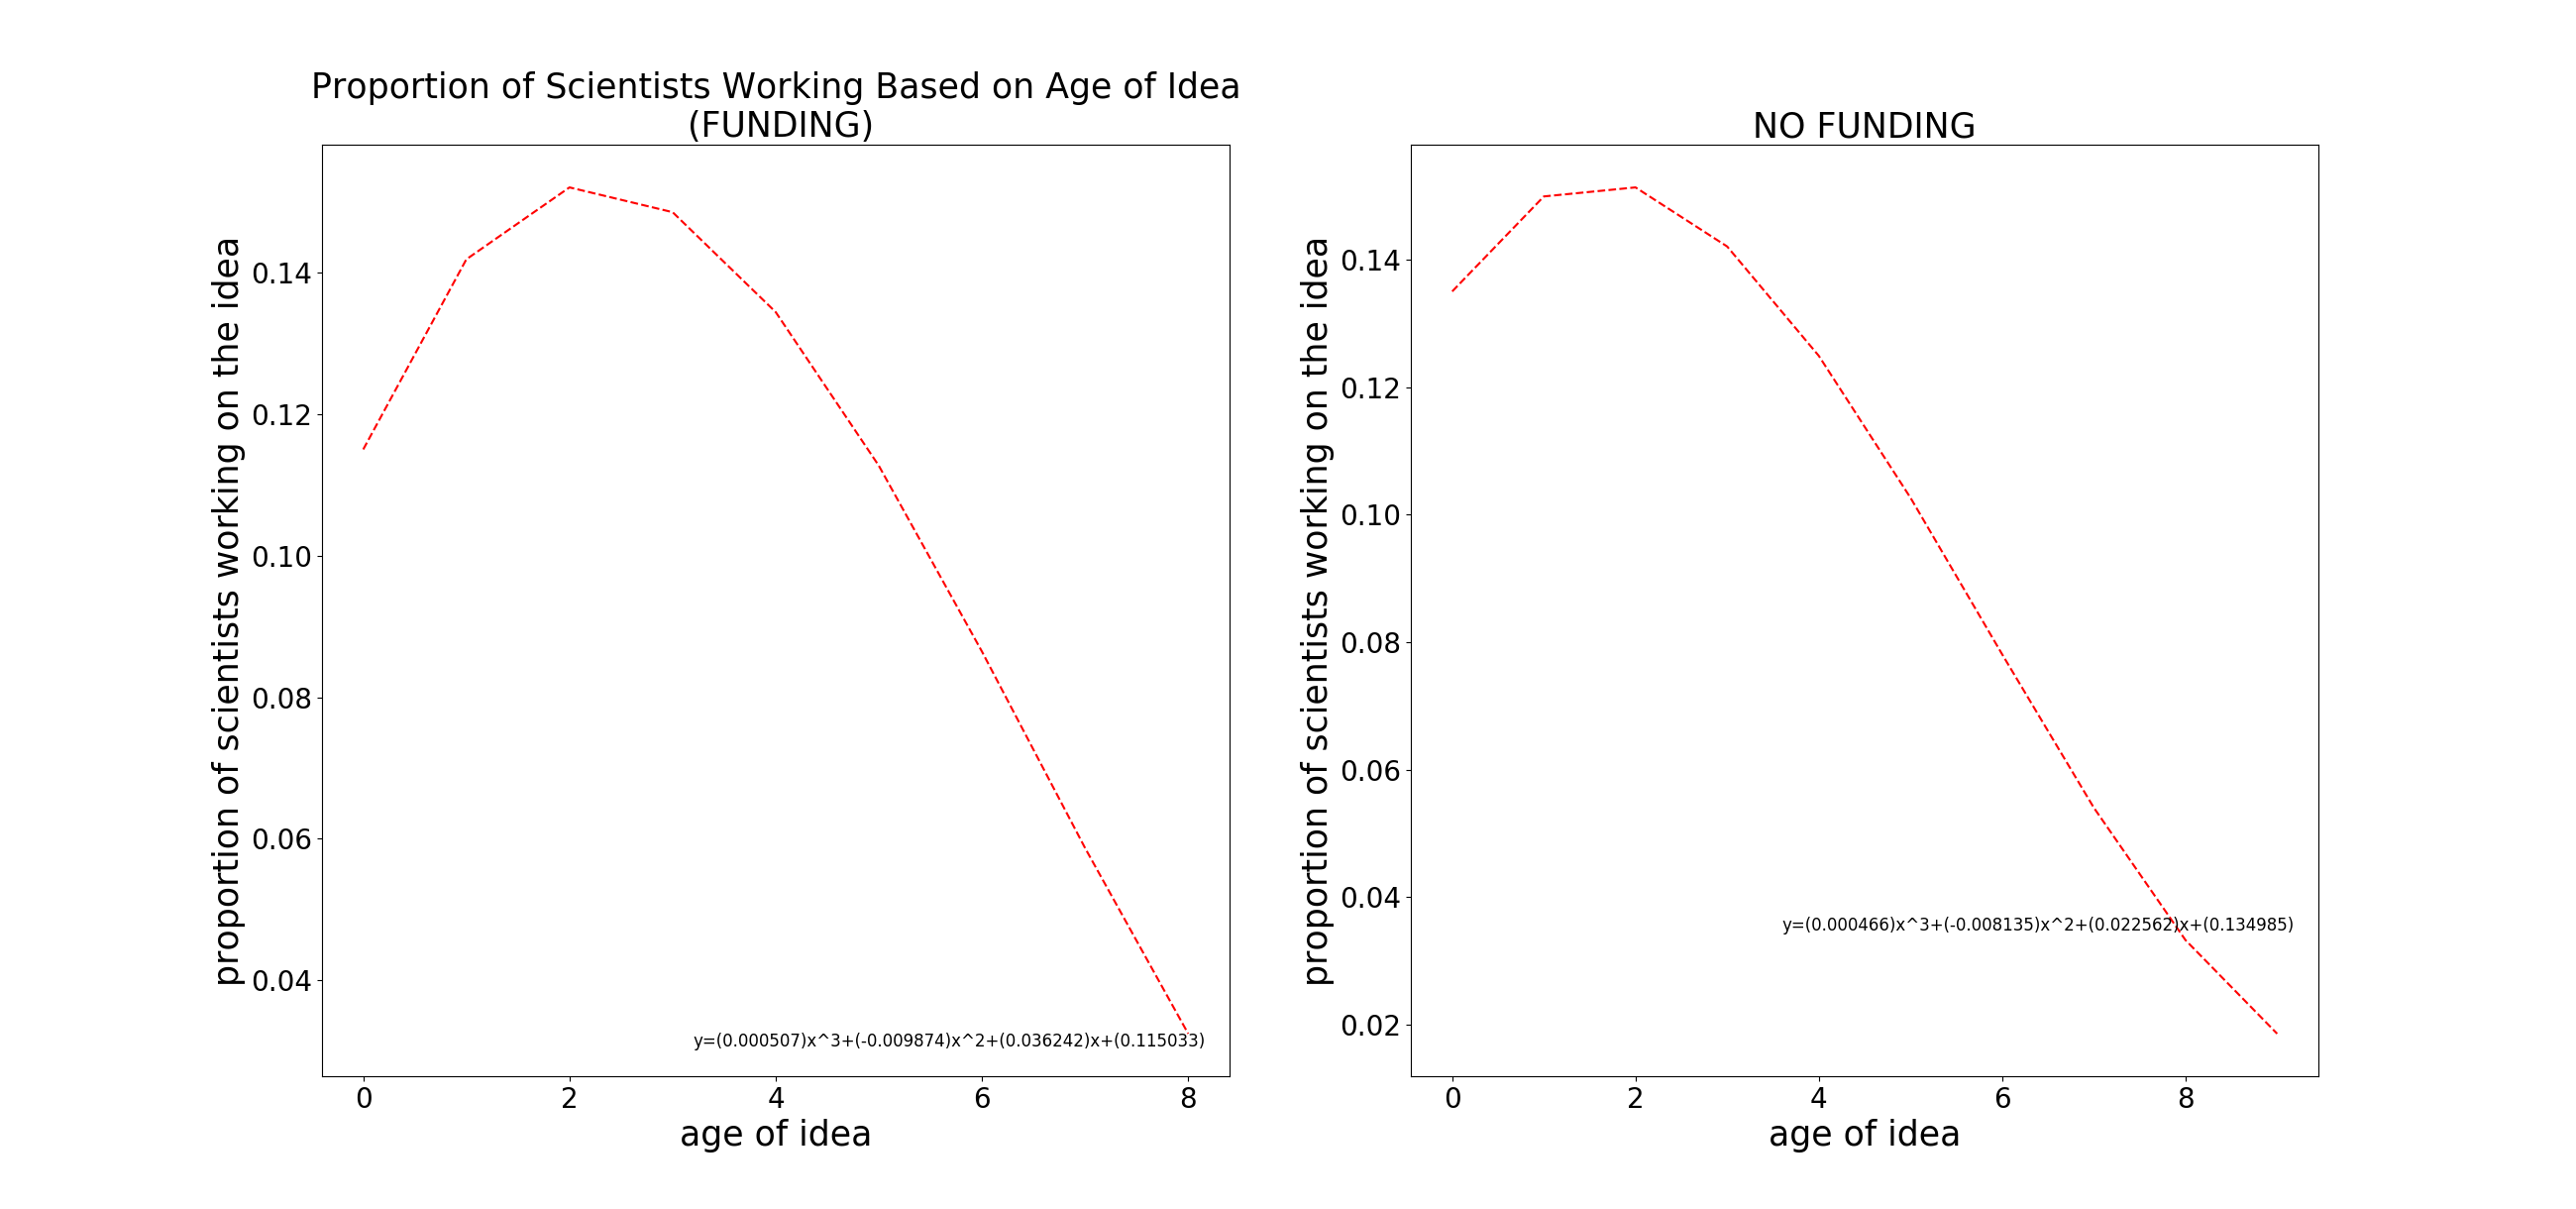 Proportion of Scientists Working Based on Age of Idea
(FUNDING)
proportion of scientists working on the idea
0.14
0.12
0.10
0.08
0.06
0.04
y=(0.000507)x^3+(-0.009874)x^2+(0.036242)x+(0.115033)
0 2 4 6 8
age of idea
NO FUNDING
proportion of scientists working on the idea
0.14
0.12
0.10
0.08
0.06
0.04
0.02
y=(0.000466)x^3+(-0.008135)x^2+(0.022562)x+(0.134985)
0 2 4 6 8
age of idea